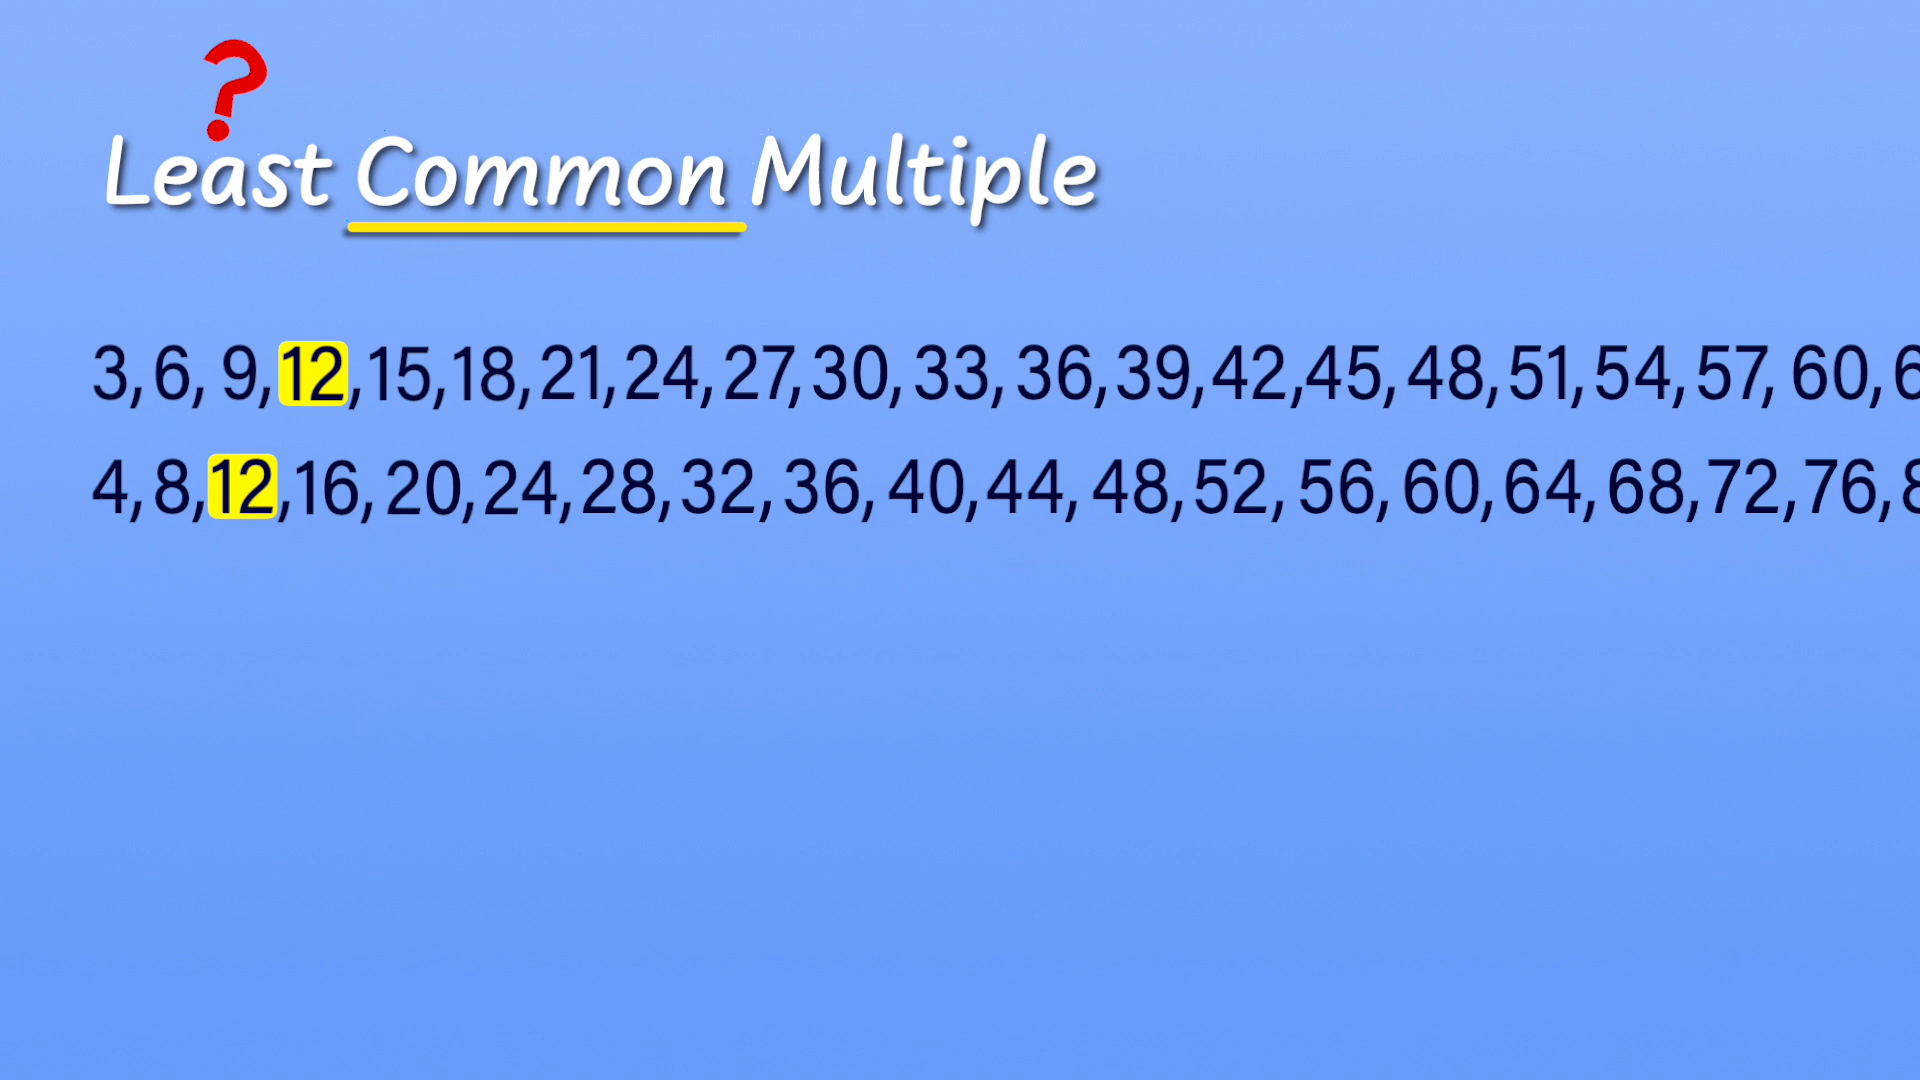 ?
Least Common Multiple
3, 6, 9, 12, 15, 18, 21, 24, 27, 30, 33, 36, 39, 42, 45, 48, 51, 54, 57, 60,
4, 8, 12, 16, 20, 24, 28, 32, 36, 40, 44, 48, 52, 56, 60, 64, 68, 72, 76,